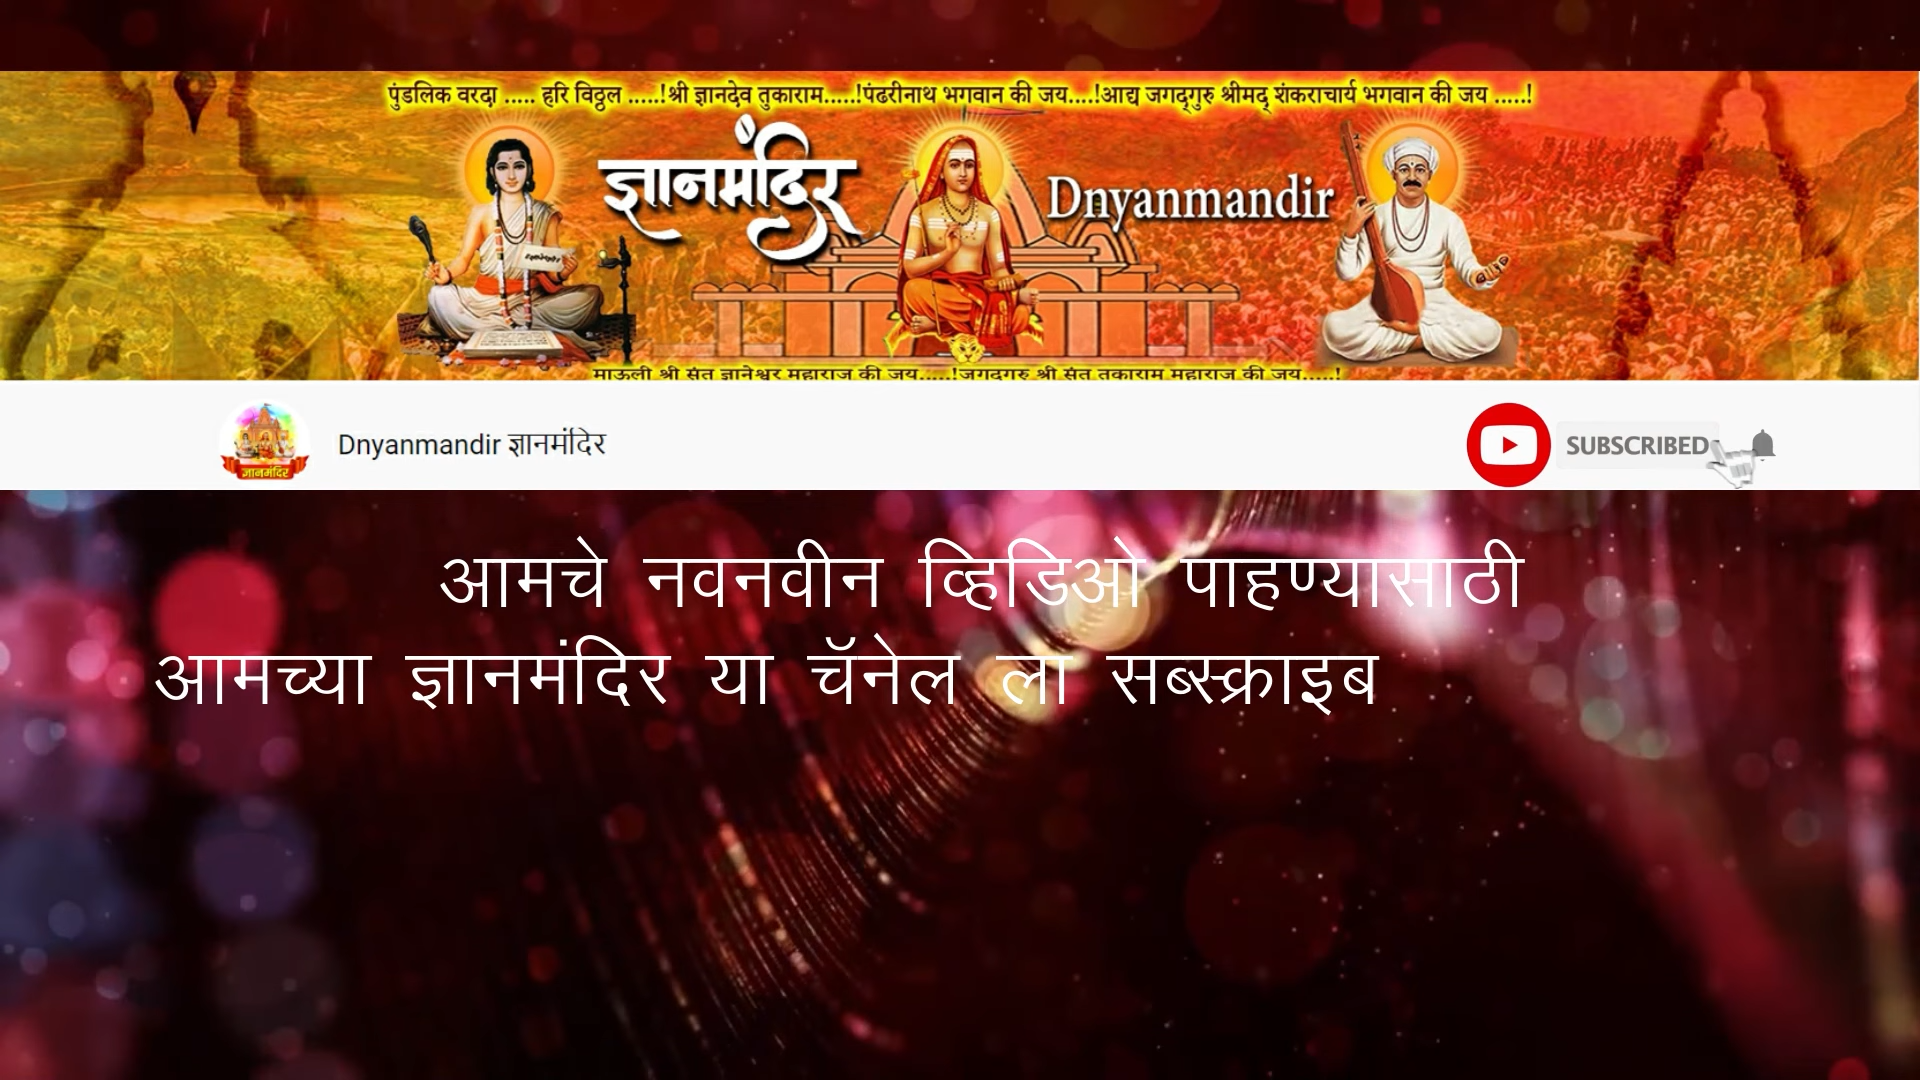 पुंडलिक वरदा ..... हरि विठ्ठल .....!श्री ज्ञानदेव तुकाराम.....!पंढरीनाथ भगवान की जय....!आद्य जगद्‌गुरु श्रीमद् शंकराचार्य भगवान की जय .....!
ज्ञानमंदिर Dnyanmandir
माऊली श्री संत ज्ञानेश्वर महाराज की जय.....!जगदगुरु श्री संत तुकाराम महाराज की जय.....!
ज्ञानमंदिर
Dnyanmandir ज्ञानमंदिर SUBSCRIBED
आमचे नवनवीन व्हिडिओ पाहण्यासाठी
आमच्या ज्ञानमंदिर या चॅनेल ला सब्स्क्राइब